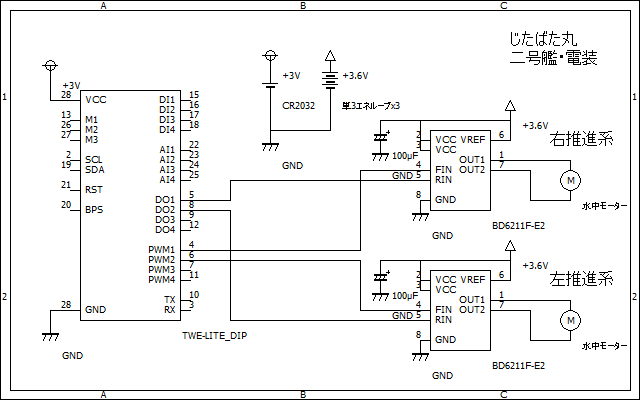 A B C
じたばた丸
二号艦・電装
+3V
28 VCC DI1 15
DI2 16
13 M1 DI3 17
26 M2 DI4 18
27 M3
AI1 22
2 SCL AI2 23
19 SDA AI3 24
AI4 25
21 RST
DO1 5
20 BPS DO2 8
DO3 9
DO4 12
PWM1 4
PWM2 6
PWM3 7
PWM4 11
TX 10
28 GND RX 3
TWE-LITE_DIP
GND
+3V
CR2032
+3.6V
単3エネループx3
GND
1 1
+3.6V
右推進系
100μF
2 VCC VREF 6
3 VCC
OUT1 1
4 FIN OUT2 7
GND 5 RIN
8 GND
M
水中モーター
BD6211F-E2
GND
+3.6V
左推進系
2 2
100μF
2 VCC VREF 6
3 VCC
OUT1 1
4 FIN OUT2 7
GND 5 RIN
8 GND
M
水中モーター
BD6211F-E2
GND
A B C